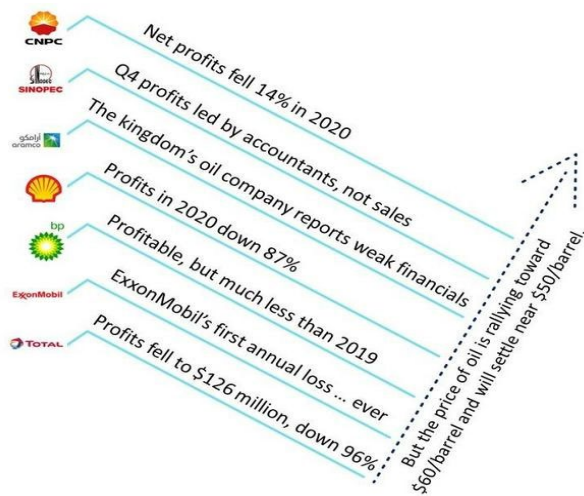 CNPC
Net profits fell 14% in 2020
SINOPEC
Q4 profits led by accountants, not sales
أرامكو
aramco
The kingdom's oil company reports weak financials
Profits in 2020 down 87%
bp
Profitable, but much less than 2019
ExxonMobil
ExxonMobil's first annual loss ... ever
TOTAL
Profits fell to $126 million, down 96%
But the price of oil is rallying toward
$60/barrel and will settle near $50/barrel.